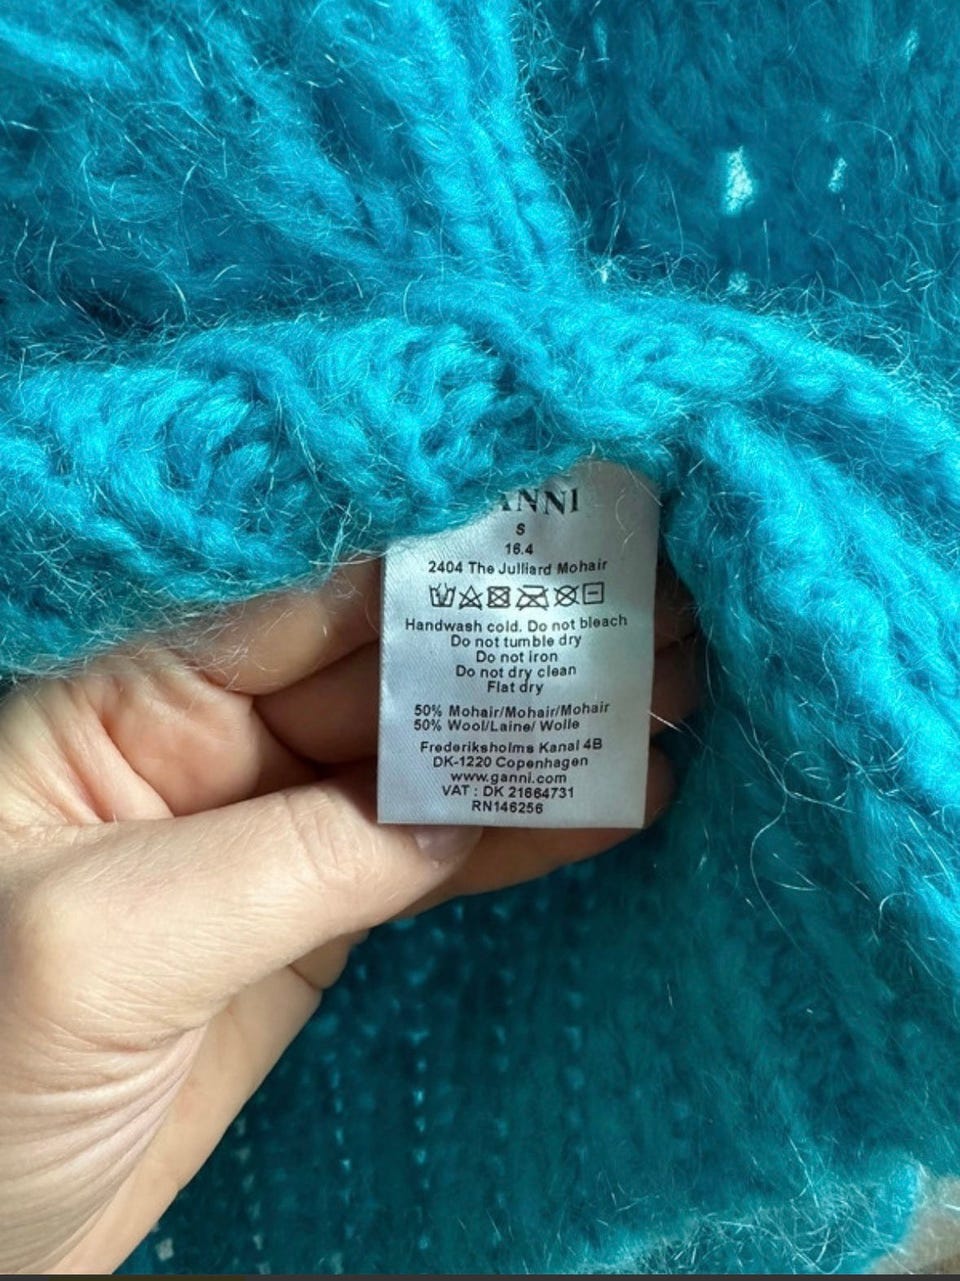 ANNI
S
16.4
2404 The Julliard Mohair
Handwash cold. Do not bleach
Do not tumble dry
Do not iron
Do not dry clean
Flat dry
50% Mohair/Mohair/Mohair
50% Wool/Laine/ Wolle
Frederiksholms Kanal 4B
DK-1220 Copenhagen
www.ganni.com
VAT : DK 21664731
RN146256